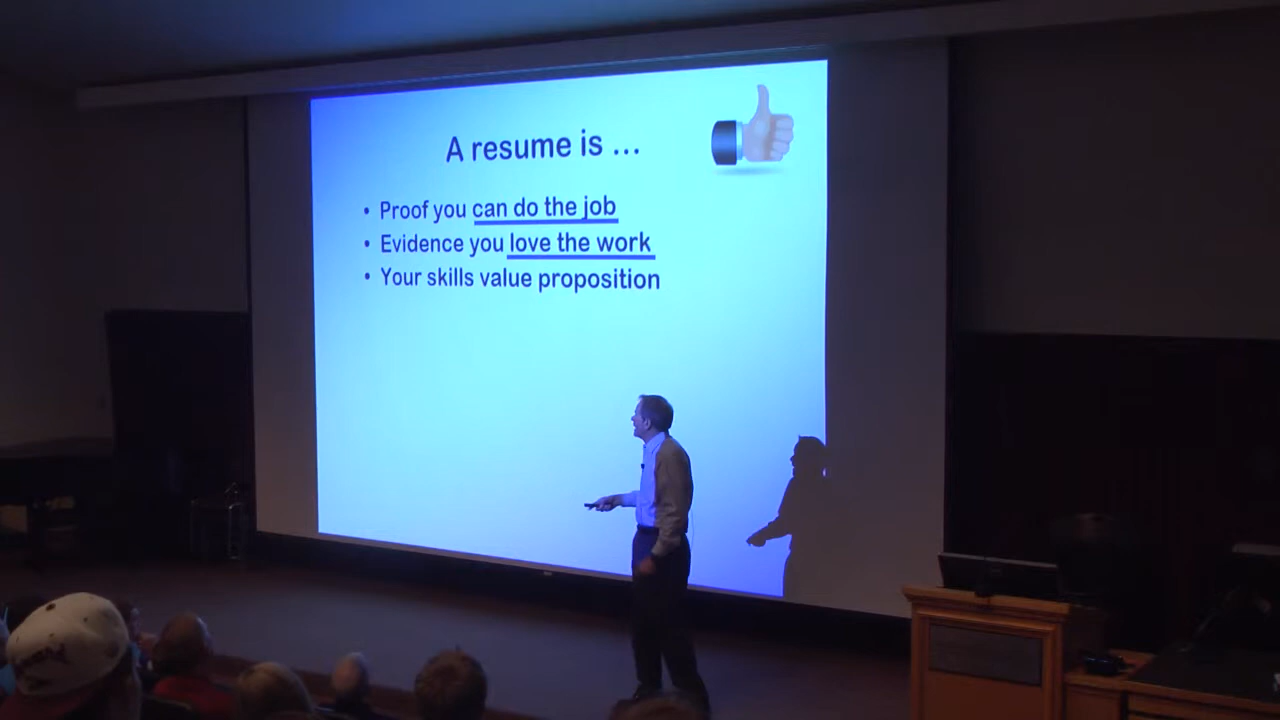 A resume is ...
• Proof you can do the job
• Evidence you love the work
• Your skills value proposition